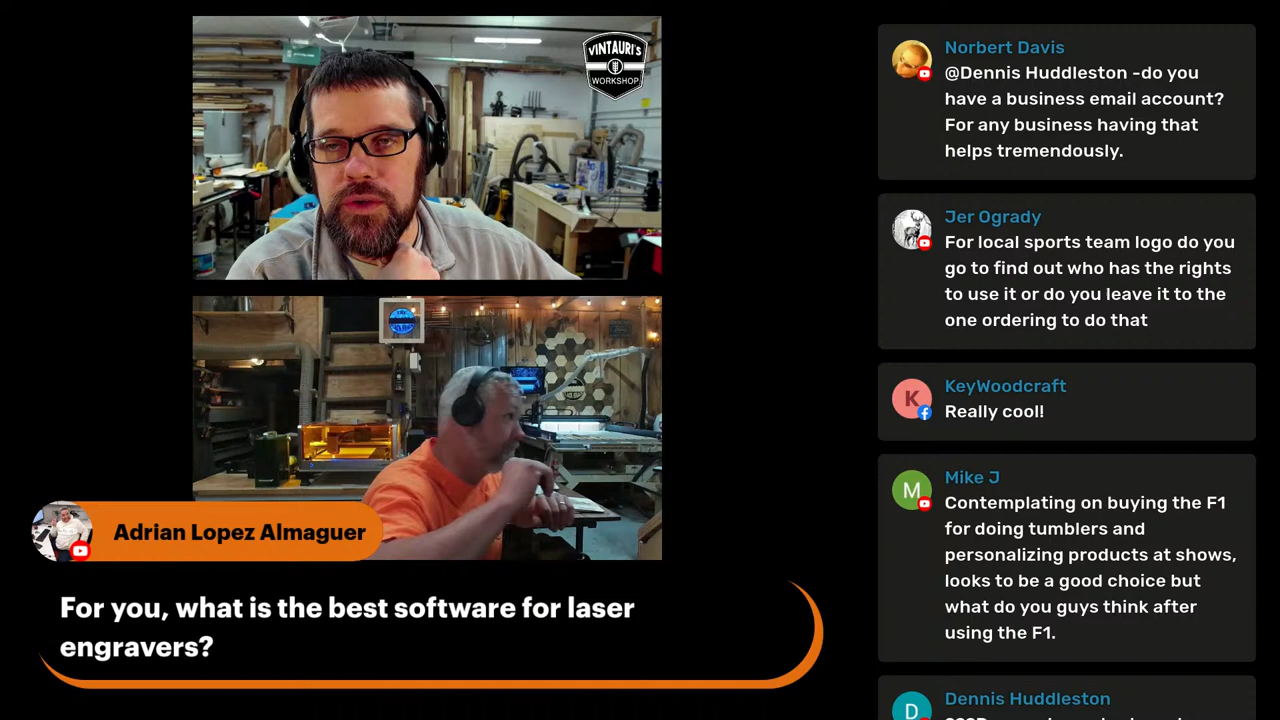 VINTAURI'S
WORKSHOP
Adrian Lopez Almaguer
For you, what is the best software for laser
engravers?
Norbert Davis
@Dennis Huddleston -do you
have a business email account?
For any business having that
helps tremendously.
Jer Ogrady
For local sports team logo do you
go to find out who has the rights
to use it or do you leave it to the
one ordering to do that
K
KeyWoodcraft
Really cool!
M
Mike J
Contemplating on buying the F1
for doing tumblers and
personalizing products at shows,
looks to be a good choice but
what do you guys think after
using the F1.
D
Dennis Huddleston